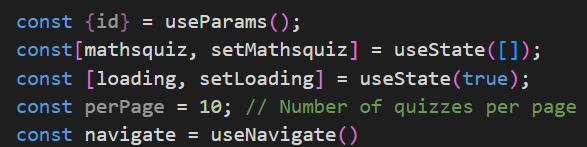 const {id} = useParams();
const[mathsquiz, setMathsquiz] = useState([]);
const [loading, setLoading] = useState(true);
const perPage = 10; // Number of quizzes per page
const navigate = useNavigate()